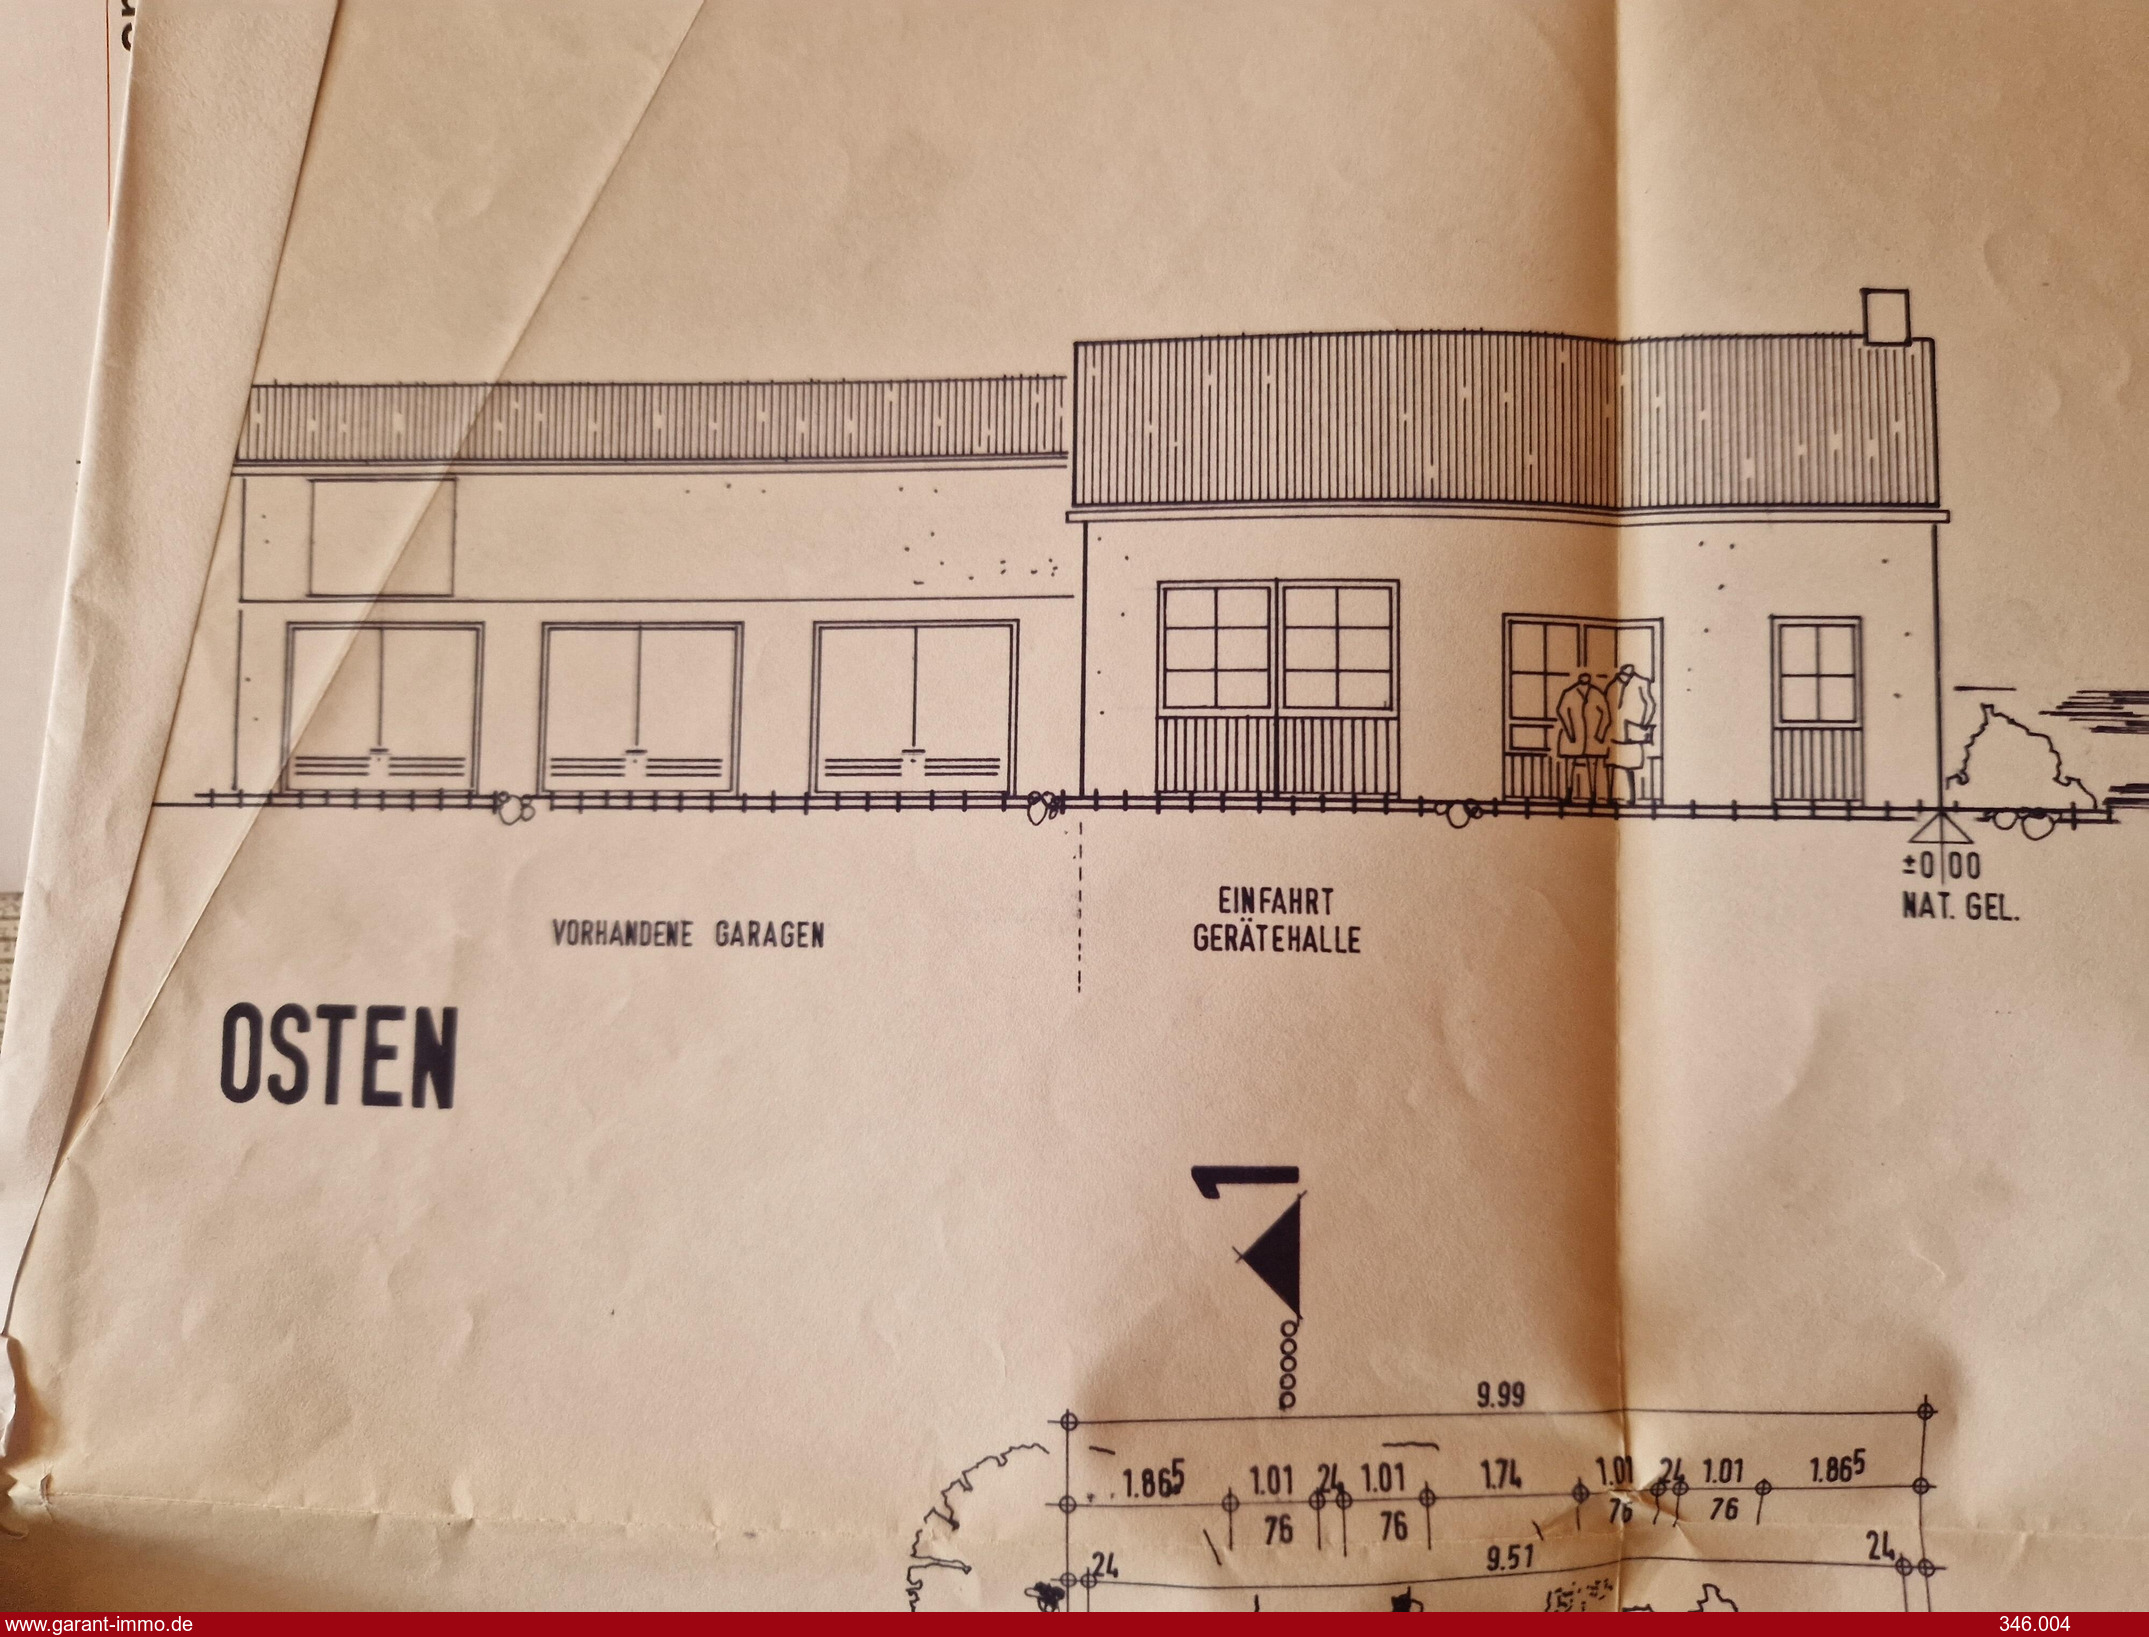 ±0 00
NAT. GEL.
EINFAHRT
GERÄTEHALLE
VORHANDENE GARAGEN
OSTEN
1
9.99
1.86⁵ 1.01 24 1.01 1.74 1.01 24 1.01 1.86⁵
76 76 76 76
9.51
24 24
www.garant-immo.de 346.004